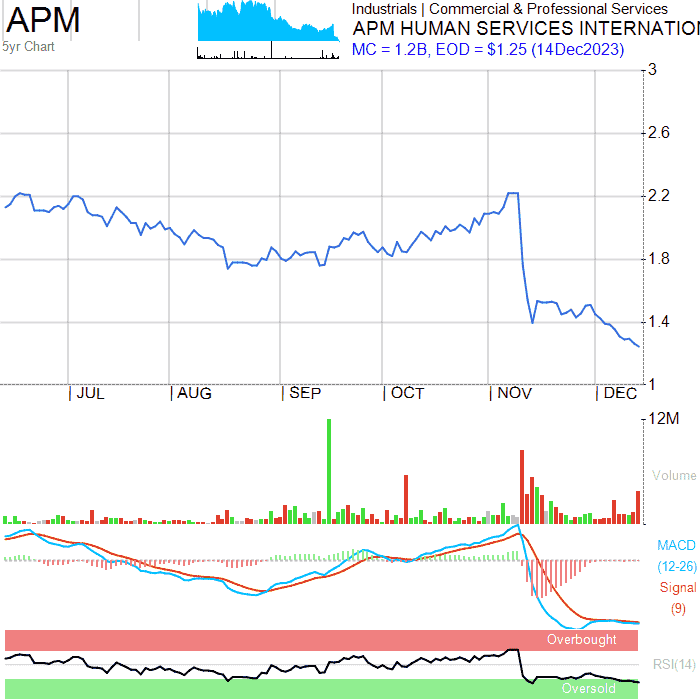 APM
5yr Chart
Industrials | Commercial & Professional Services
APM HUMAN SERVICES INTERNATIO
MC = 1.2B, EOD = $1.25 (14Dec2023)
3
2.6
2.2
1.8
1.4
1
JUL AUG SEP OCT NOV DEC
12M
Volume
MACD
(12-26)
Signal
(9)
Overbought
RSI(14)
Oversold